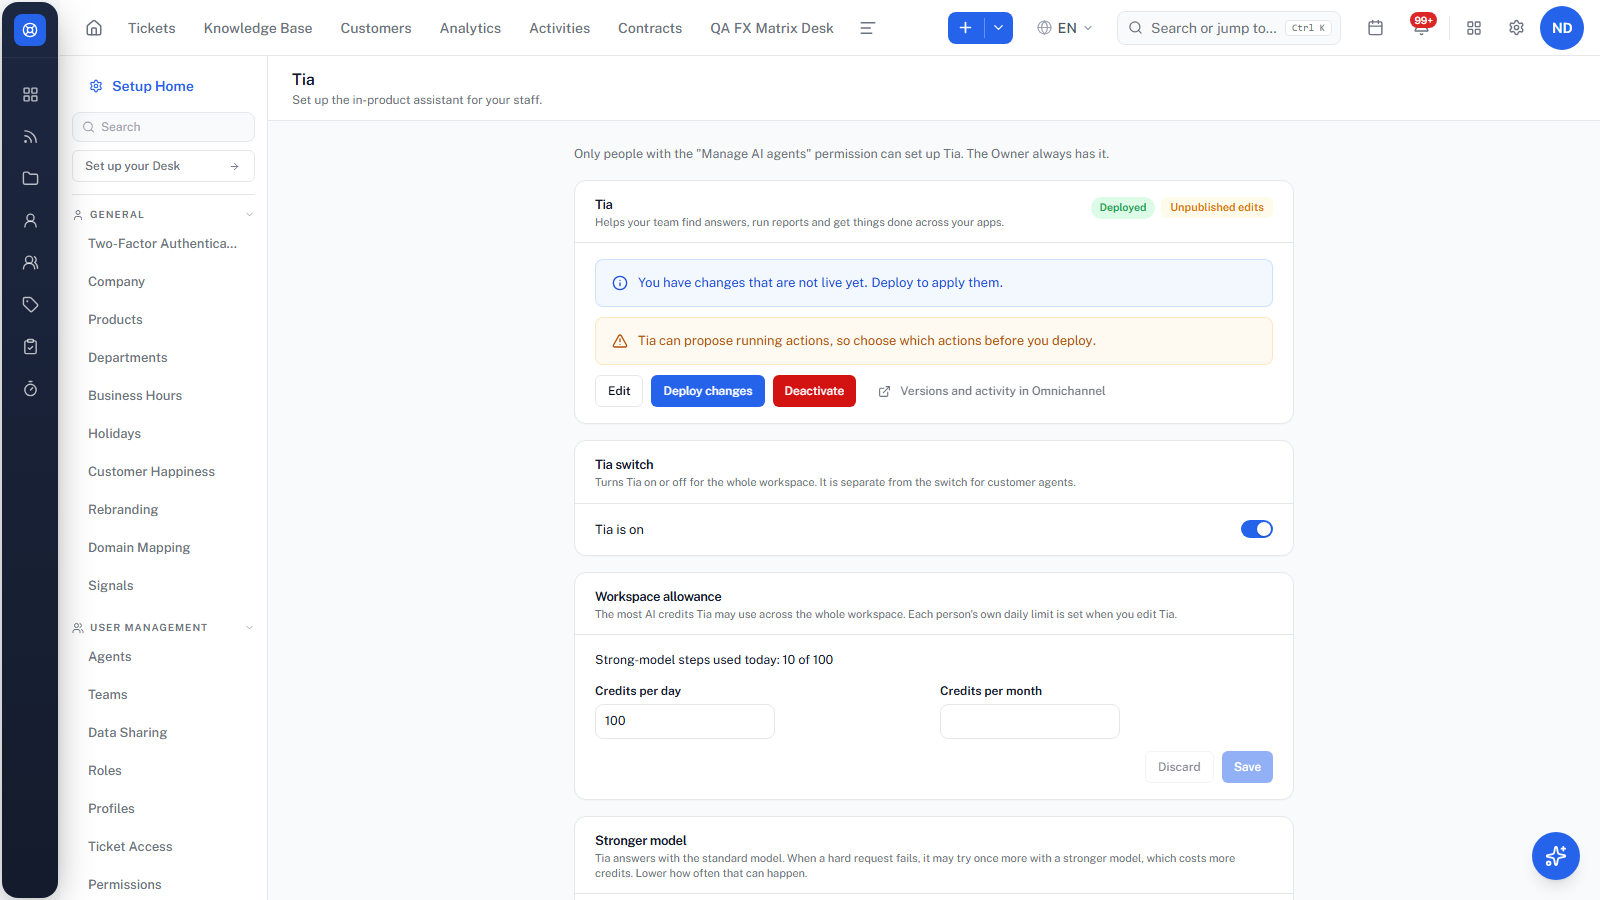 Tickets
Knowledge Base
Customers
Analytics
Activities
Contracts
QA FX Matrix Desk
EN
Search or jump to...
Ctrl K
99+
ND
Setup Home
Search
Set up your Desk
GENERAL
Two-Factor Authentica...
Company
Products
Departments
Business Hours
Holidays
Customer Happiness
Rebranding
Domain Mapping
Signals
USER MANAGEMENT
Agents
Teams
Data Sharing
Roles
Profiles
Ticket Access
Permissions
Tia
Set up the in-product assistant for your staff.
Only people with the "Manage AI agents" permission can set up Tia. The Owner always has it.
Tia
Helps your team find answers, run reports and get things done across your apps.
Deployed
Unpublished edits
You have changes that are not live yet. Deploy to apply them.
Tia can propose running actions, so choose which actions before you deploy.
Edit
Deploy changes
Deactivate
Versions and activity in Omnichannel
Tia switch
Turns Tia on or off for the whole workspace. It is separate from the switch for customer agents.
Tia is on
Workspace allowance
The most AI credits Tia may use across the whole workspace. Each person's own daily limit is set when you edit Tia.
Strong-model steps used today: 10 of 100
Credits per day
Credits per month
100
Discard
Save
Stronger model
Tia answers with the standard model. When a hard request fails, it may try once more with a stronger model, which costs more
credits. Lower how often that can happen.